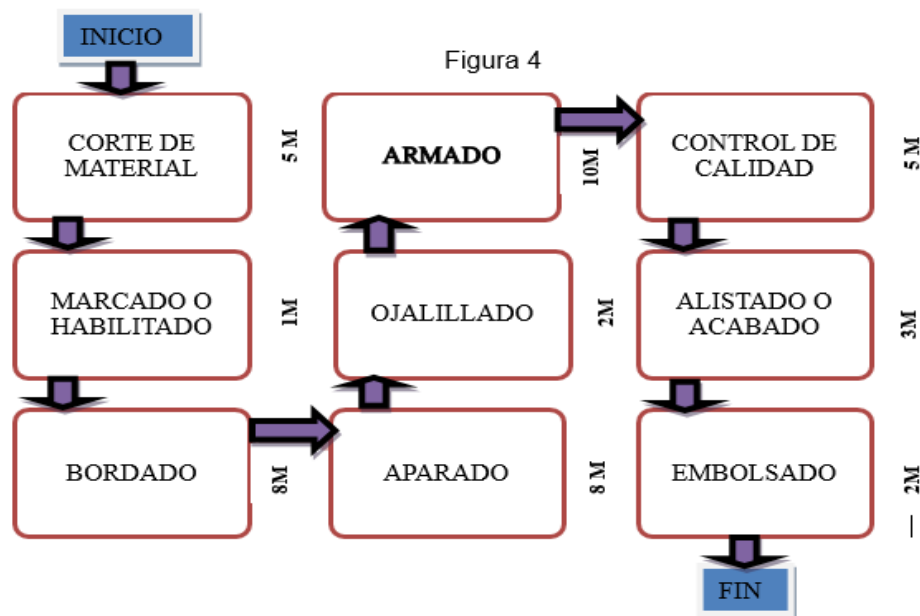 INICIO
Figura 4
CORTE DE
MATERIAL
5 M
MARCADO O
HABILITADO
1M
BORDADO
8M
APARADO
8 M
OJALILLADO
2M
ARMADO
10M
CONTROL DE
CALIDAD
5 M
ALISTADO O
ACABADO
3M
EMBOLSADO
2M
FIN